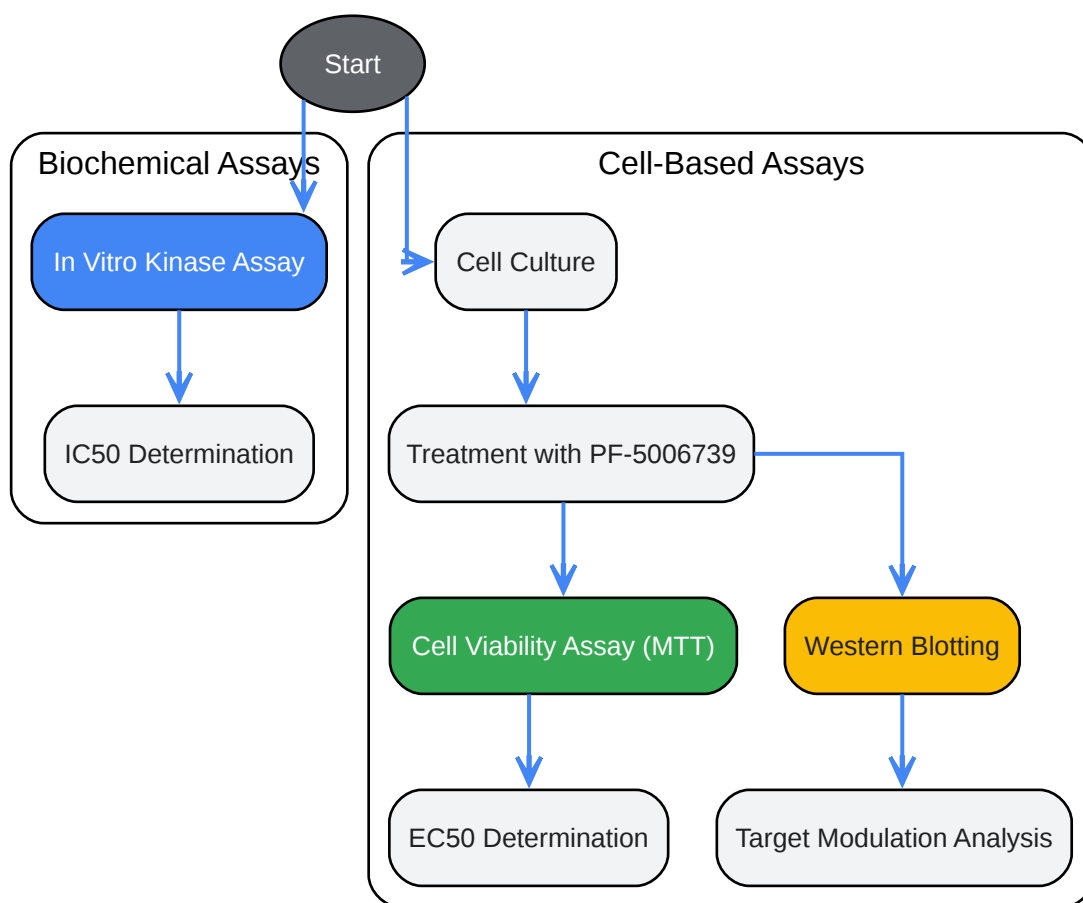 Start
Biochemical Assays
In Vitro Kinase Assay
IC50 Determination
Cell-Based Assays
Cell Culture
Treatment with PF-5006739
Cell Viability Assay (MTT)
Western Blotting
EC50 Determination
Target Modulation Analysis